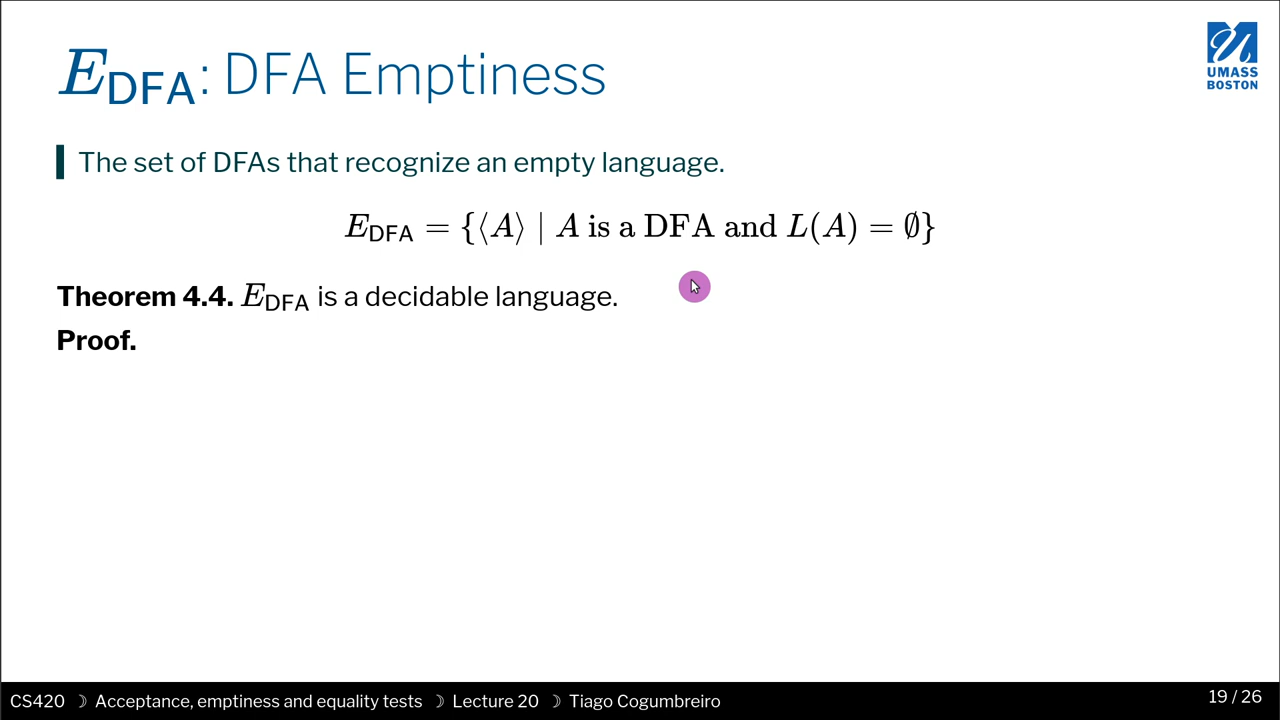 E_DFA: DFA Emptiness
UMASS
BOSTON
The set of DFAs that recognize an empty language.
E_DFA = {⟨A⟩ | A is a DFA and L(A) = ∅}
Theorem 4.4. E_DFA is a decidable language.
Proof.
CS420 ☽ Acceptance, emptiness and equality tests ☽ Lecture 20 ☽ Tiago Cogumbreiro
19 / 26